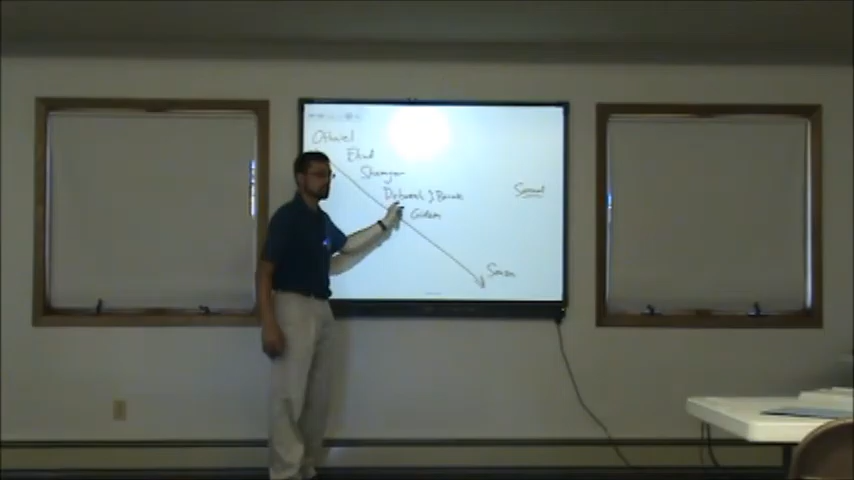 Othniel
Ehud
Shamgar
Deborah & Barak
Gideon
Samuel
Samson